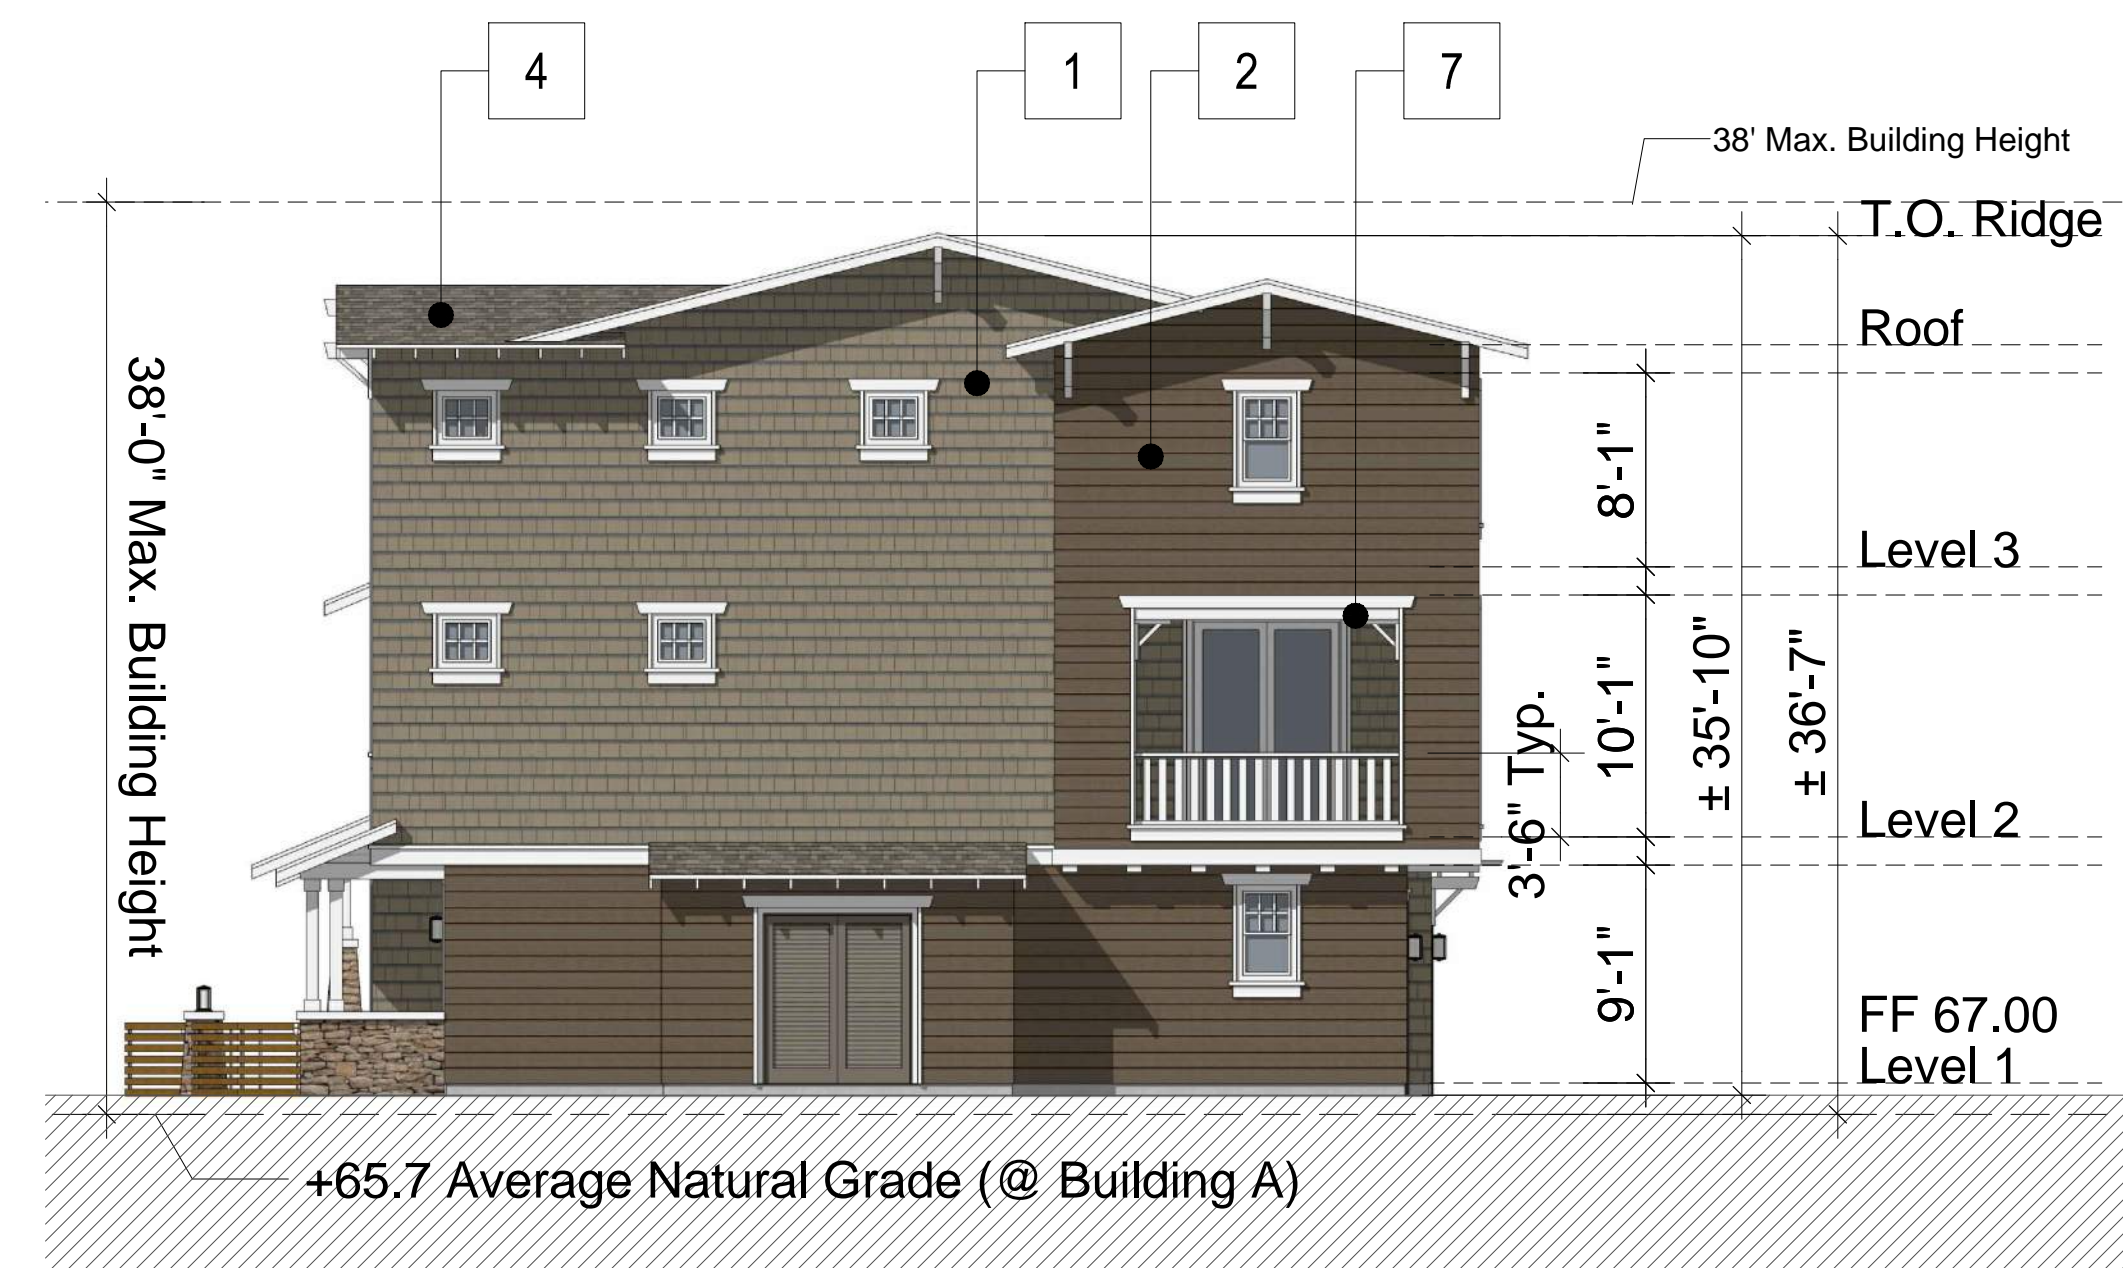 4
1
2
7
38' Max. Building Height
T.O. Ridge
Roof
38'-0" Max. Building Height
8'-1"
Level 3
10'-1"
± 35'-10"
± 36'-7"
3'-6" Typ.
Level 2
9'-1"
FF 67.00
Level 1
+65.7 Average Natural Grade (@ Building A)